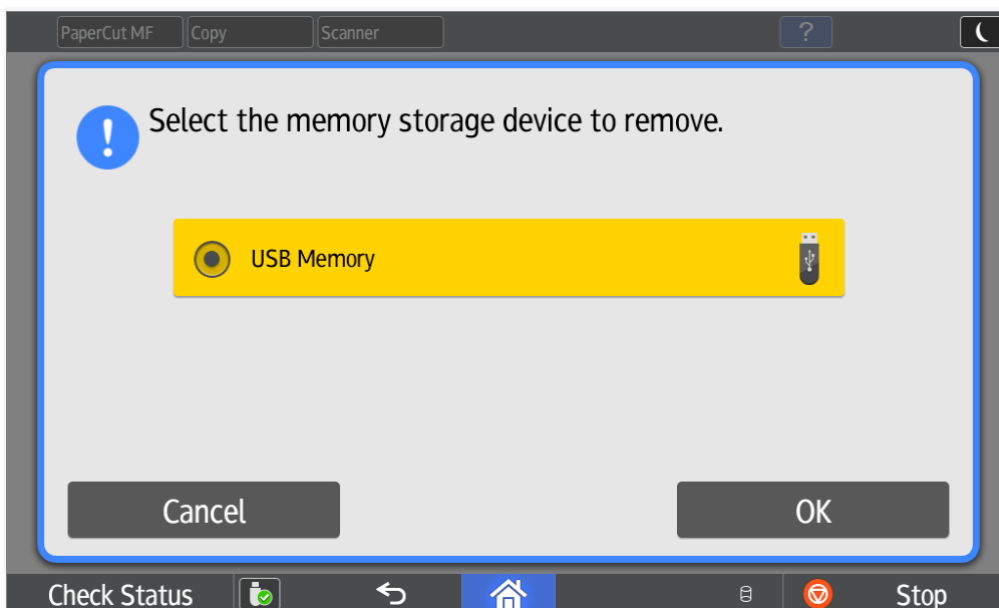 PaperCut MF Copy Scanner ?
Select the memory storage device to remove.
USB Memory
Cancel OK
Check Status Stop